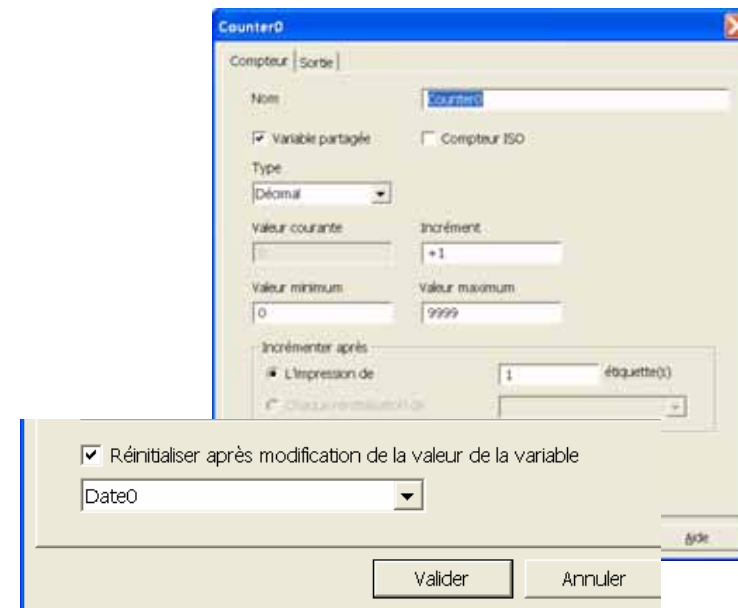 Counter0
Compteur Sortie
Nom Counter0
Variable partagée Compteur ISO
Type
Décimal
Valeur courante Incrément
+1
Valeur minimum Valeur maximum
0 9999
Incrémenter après
L'impression de 1 étiquette(s)
Réinitialiser après modification de la valeur de la variable
Date0
Aide
Valider Annuler